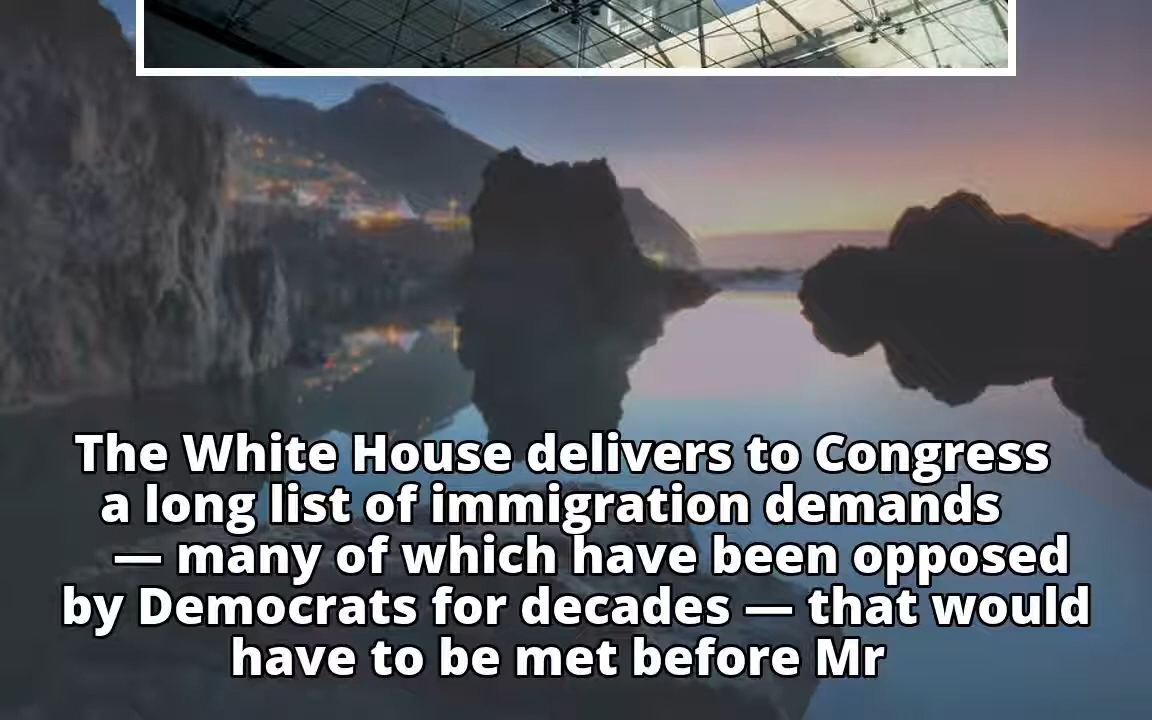 The White House delivers to Congress
a long list of immigration demands
— many of which have been opposed
by Democrats for decades — that would
have to be met before Mr